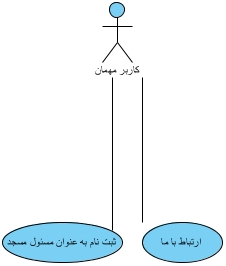 کاربر مهمان
ارتباط با ما
ثبت نام به عنوان مسئول مسجد